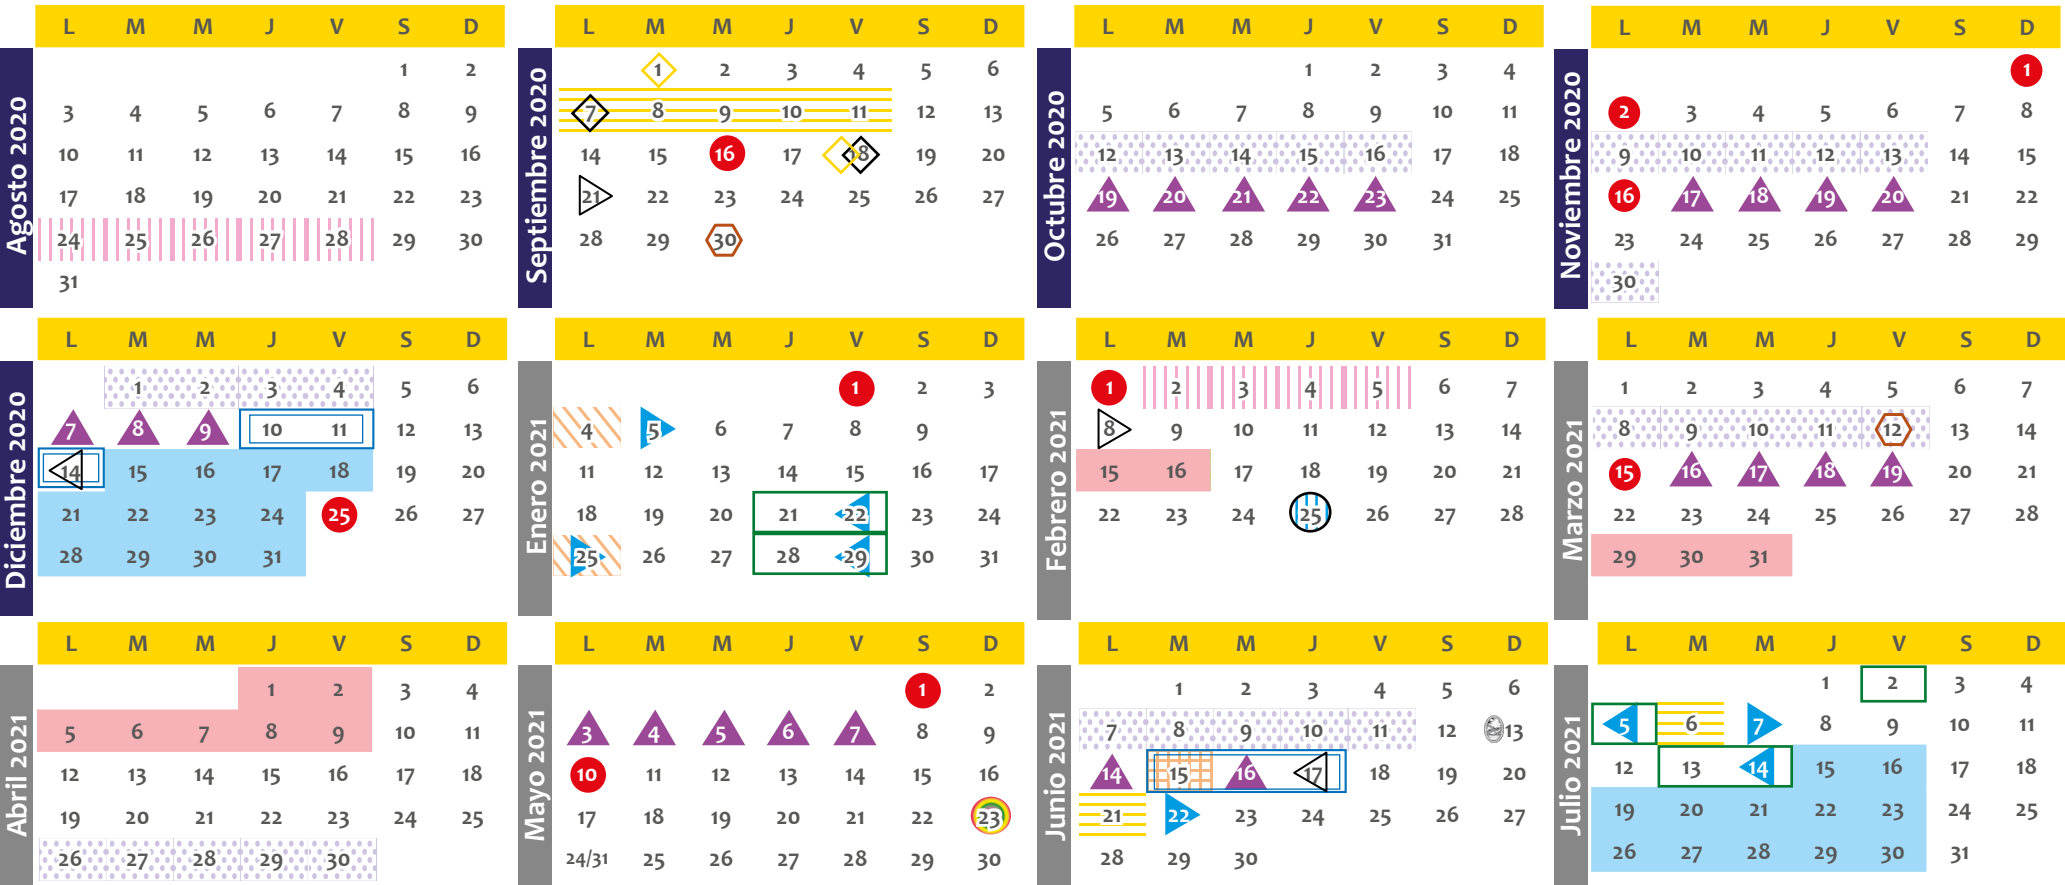 Agosto 2020
L M M J V S D
1 2
3 4 5 6 7 8 9
10 11 12 13 14 15 16
17 18 19 20 21 22 23
24 25 26 27 28 29 30
31
Septiembre 2020
L M M J V S D
1 2 3 4 5 6
7 8 9 10 11 12 13
14 15 16 17 18 19 20
21 22 23 24 25 26 27
28 29 30
Octubre 2020
L M M J V S D
1 2 3 4
5 6 7 8 9 10 11
12 13 14 15 16 17 18
19 20 21 22 23 24 25
26 27 28 29 30 31
Noviembre 2020
L M M J V S D
1
2 3 4 5 6 7 8
9 10 11 12 13 14 15
16 17 18 19 20 21 22
23 24 25 26 27 28 29
30
Diciembre 2020
L M M J V S D
1 2 3 4 5 6
7 8 9 10 11 12 13
14 15 16 17 18 19 20
21 22 23 24 25 26 27
28 29 30 31
Enero 2021
L M M J V S D
1 2 3
4 5 6 7 8 9
11 12 13 14 15 16 17
18 19 20 21 22 23 24
25 26 27 28 29 30 31
Febrero 2021
L M M J V S D
1 2 3 4 5 6 7
8 9 10 11 12 13 14
15 16 17 18 19 20 21
22 23 24 25 26 27 28
Marzo 2021
L M M J V S D
1 2 3 4 5 6 7
8 9 10 11 12 13 14
15 16 17 18 19 20 21
22 23 24 25 26 27 28
29 30 31
Abril 2021
L M M J V S D
1 2 3 4
5 6 7 8 9 10 11
12 13 14 15 16 17 18
19 20 21 22 23 24 25
26 27 28 29 30
Mayo 2021
L M M J V S D
1 2
3 4 5 6 7 8 9
10 11 12 13 14 15 16
17 18 19 20 21 22 23
24/31 25 26 27 28 29 30
Junio 2021
L M M J V S D
1 2 3 4 5 6
7 8 9 10 11 12 13
14 15 16 17 18 19 20
21 22 23 24 25 26 27
28 29 30
Julio 2021
L M M J V S D
1 2 3 4
5 6 7 8 9 10 11
12 13 14 15 16 17 18
19 20 21 22 23 24 25
26 27 28 29 30 31